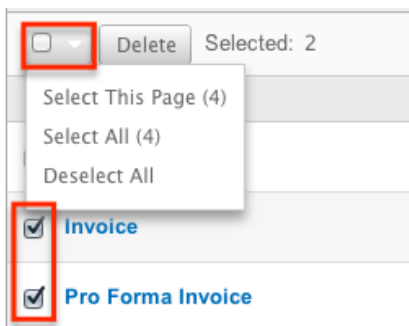 Delete Selected: 2
Select This Page (4)
Select All (4)
Deselect All
Invoice
Pro Forma Invoice